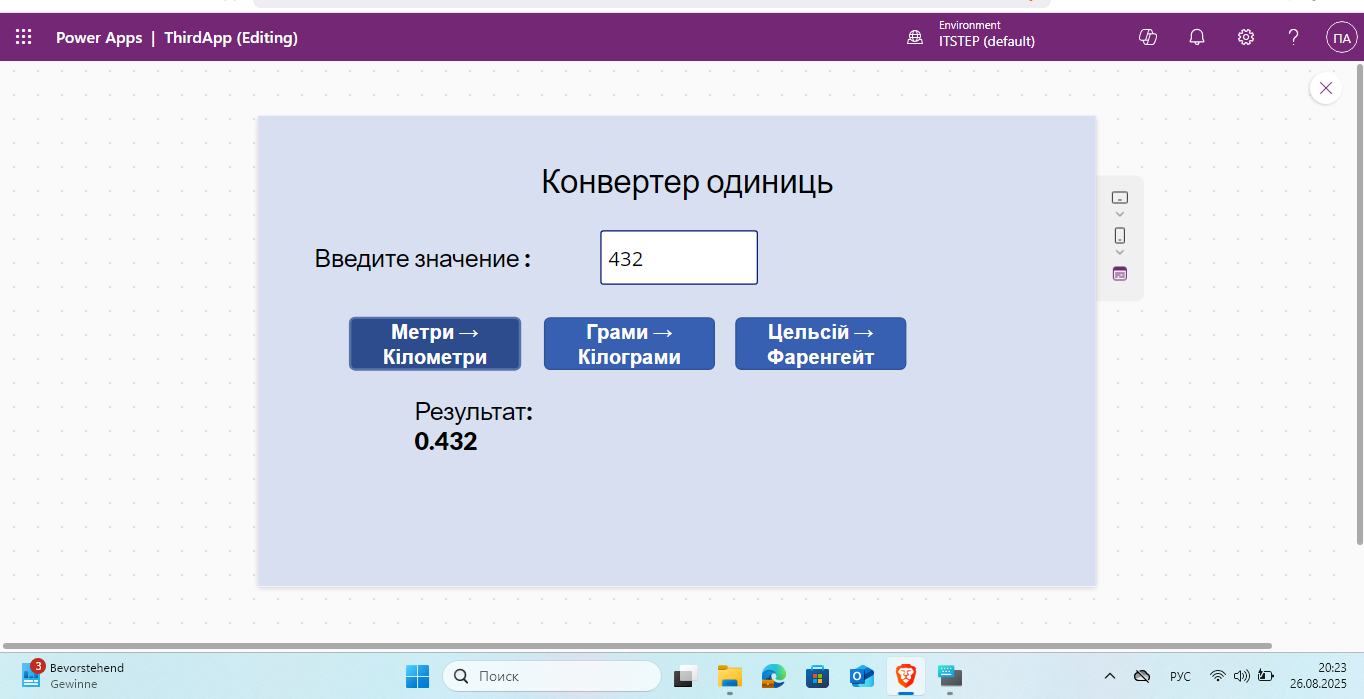 Power Apps | ThirdApp (Editing)
Environment
ITSTEP (default)
ПА
Конвертер одиниць
Введите значение :
432
Метри →
Кілометри
Грами →
Кілограми
Цельсій →
Фаренгейт
Результат:
0.432
3
Bevorstehend
Gewinne
Поиск
РУС
20:23
26.08.2025